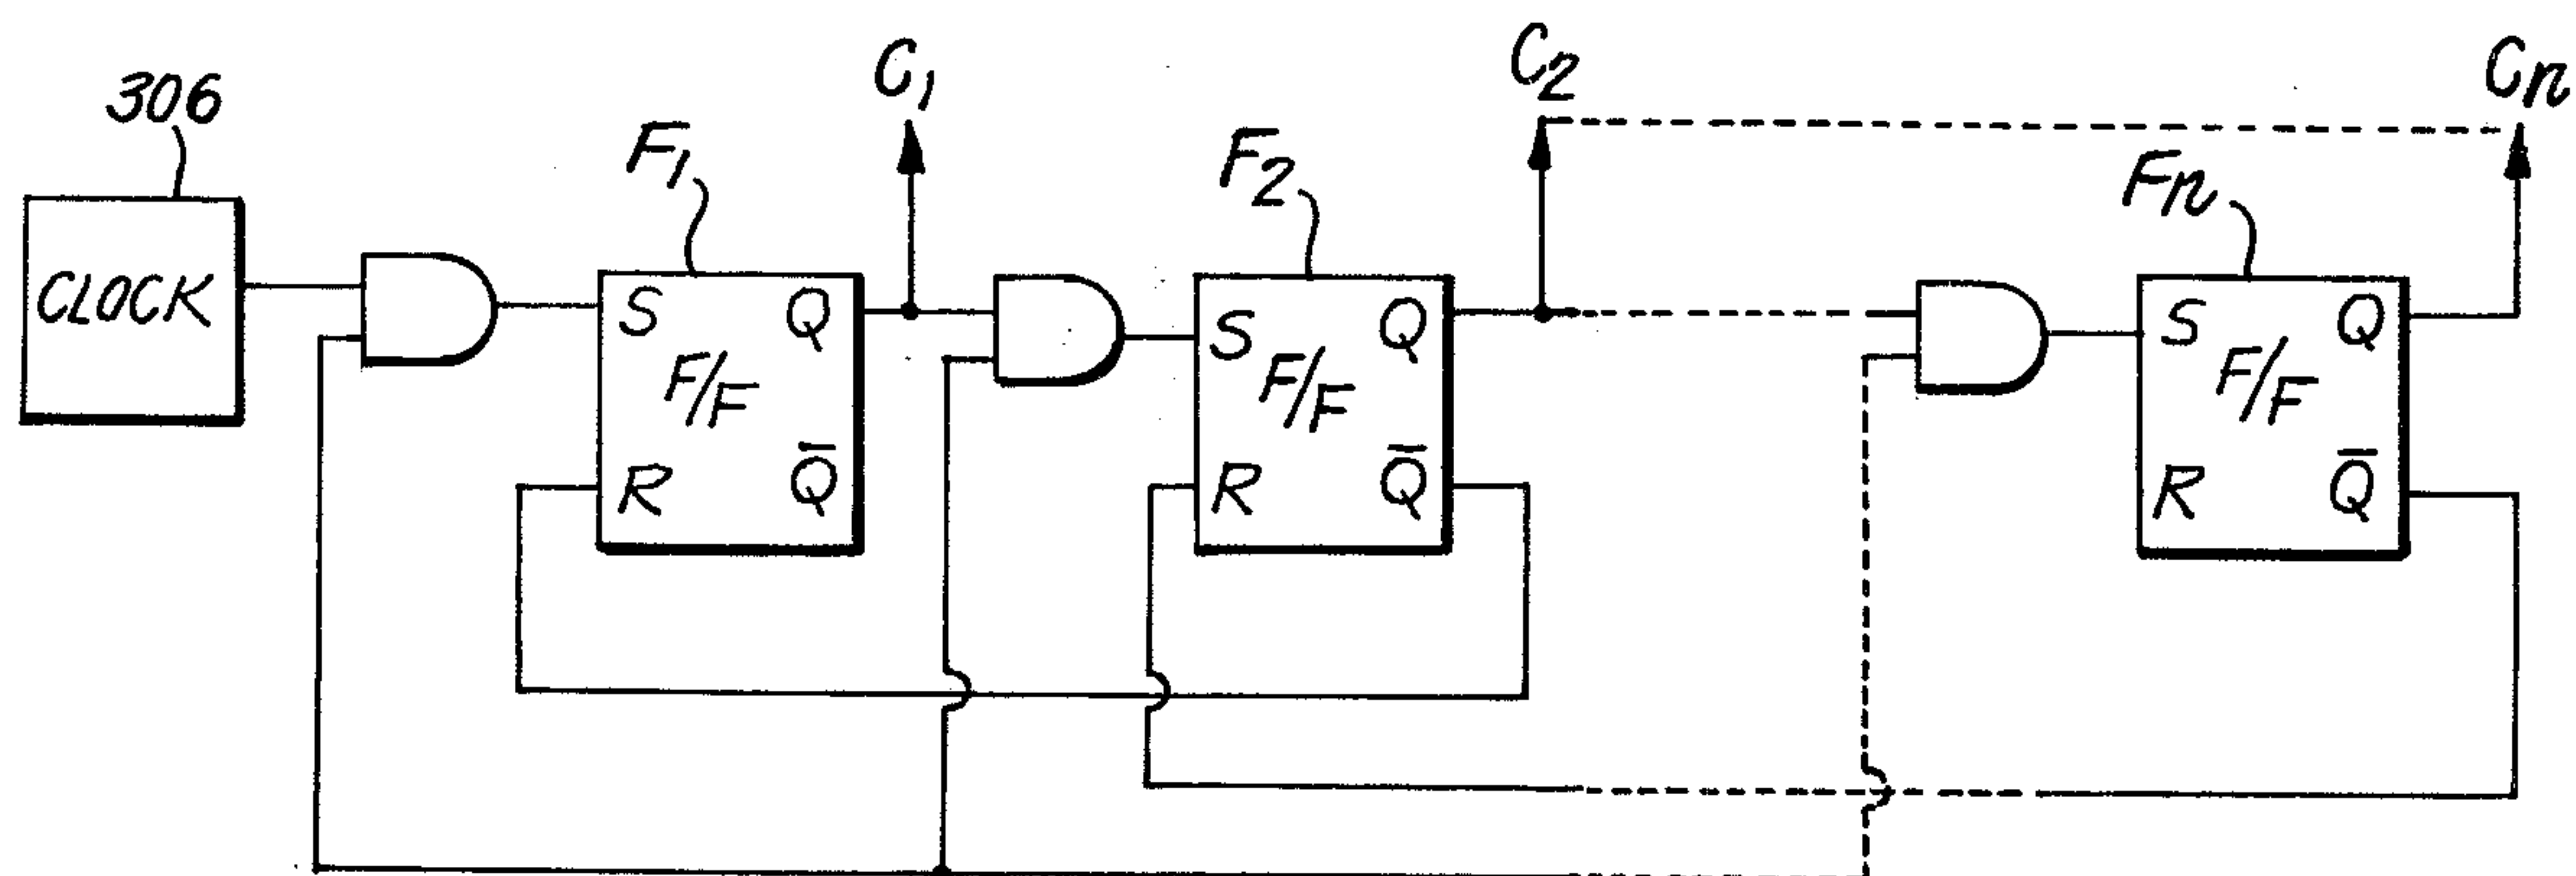 306
CLOCK
F1
S Q
F/F
R Q̅
C1
F2
S Q
F/F
R Q̅
C2
Fn
S Q
F/F
R Q̅
Cn